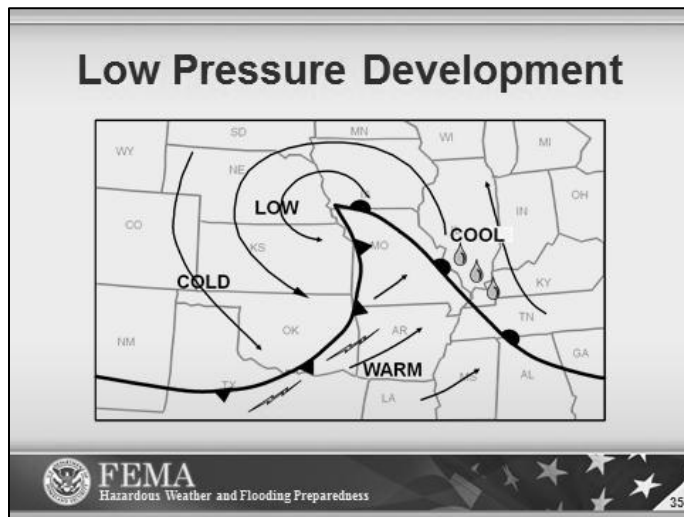 Low Pressure Development
SD
MN
WI
MI
WY
NE
IA
OH
LOW
IN
CO
COOL
KS
MO
COLD
KY
TN
OK
AR
NM
WARM
GA
TX
MS
AL
LA
FEMA
Hazardous Weather and Flooding Preparedness
35